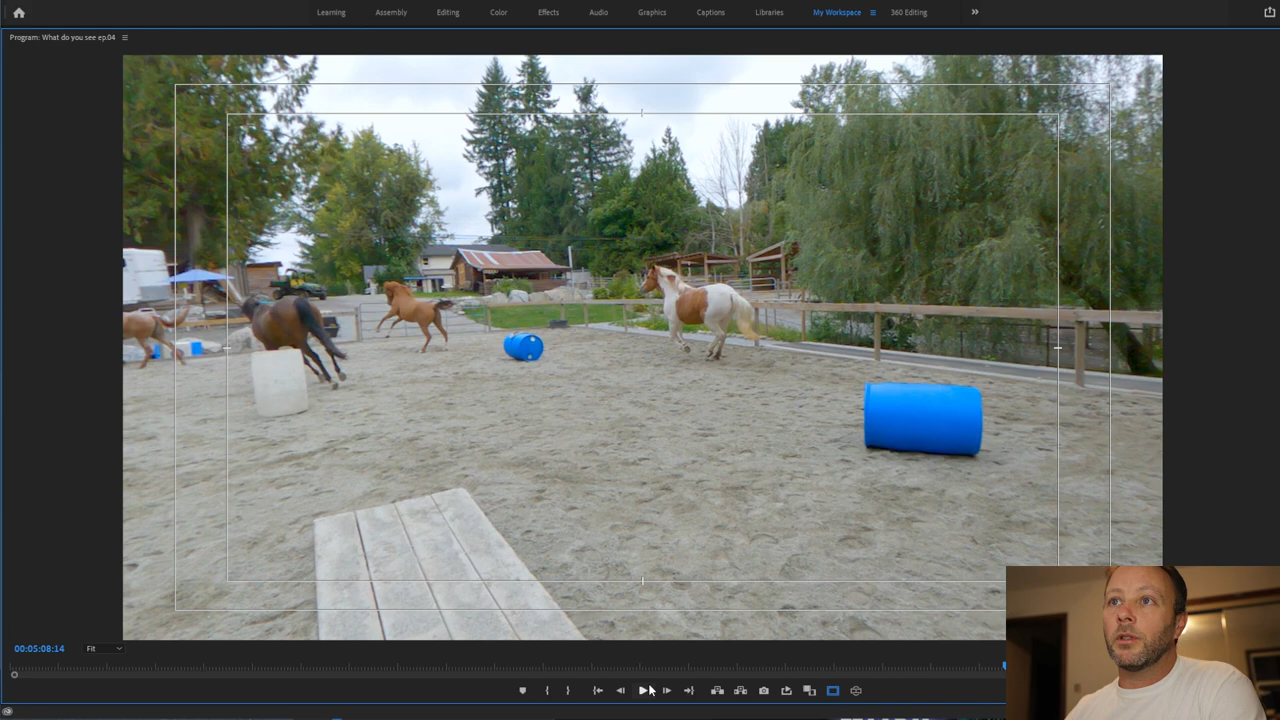 Learning Assembly Editing Color Effects Audio Graphics Captions Libraries My Workspace 360 Editing
Program: What do you see ep.04
00:05:08:14
Fit